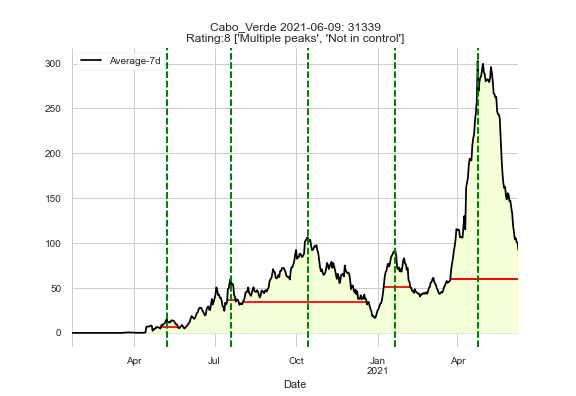 Cabo_Verde 2021-06-09: 31339
Rating:8 ['Multiple peaks', 'Not in control']
Average-7d
300
250
200
150
100
50
0
Apr
Jul
Oct
Jan
2021
Apr
Date